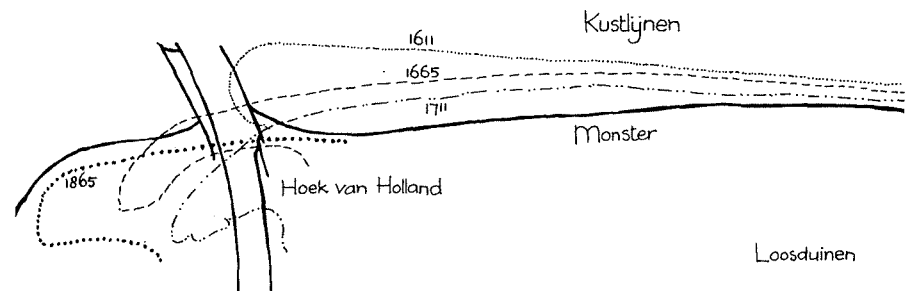 Kustlijnen
1611
1665
1711
Monster
1865
Hoek van Holland
Loosduinen